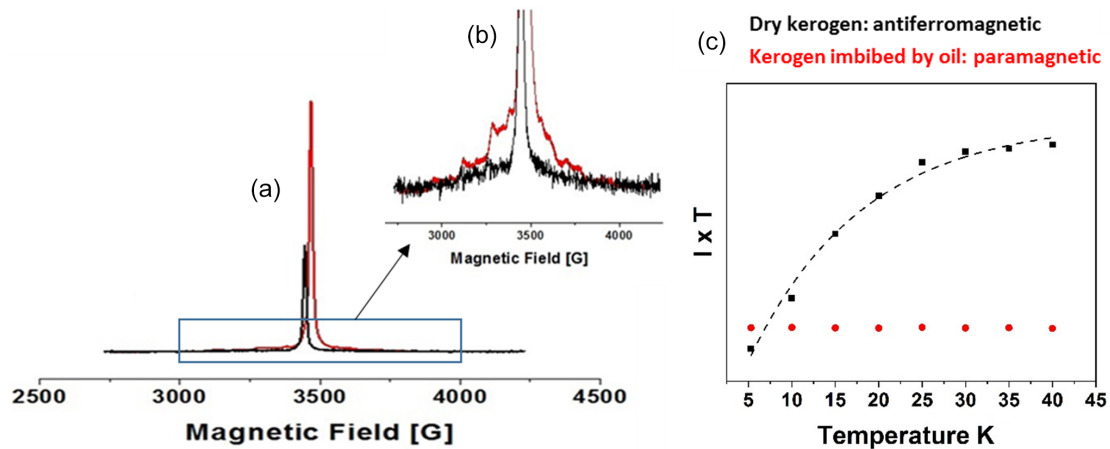 (a)
2500 3000 3500 4000 4500
Magnetic Field [G]
(b)
3000 3500 4000
Magnetic Field [G]
(c)
Dry kerogen: antiferromagnetic
Kerogen imbibed by oil: paramagnetic
I x T
5 10 15 20 25 30 35 40 45
Temperature K